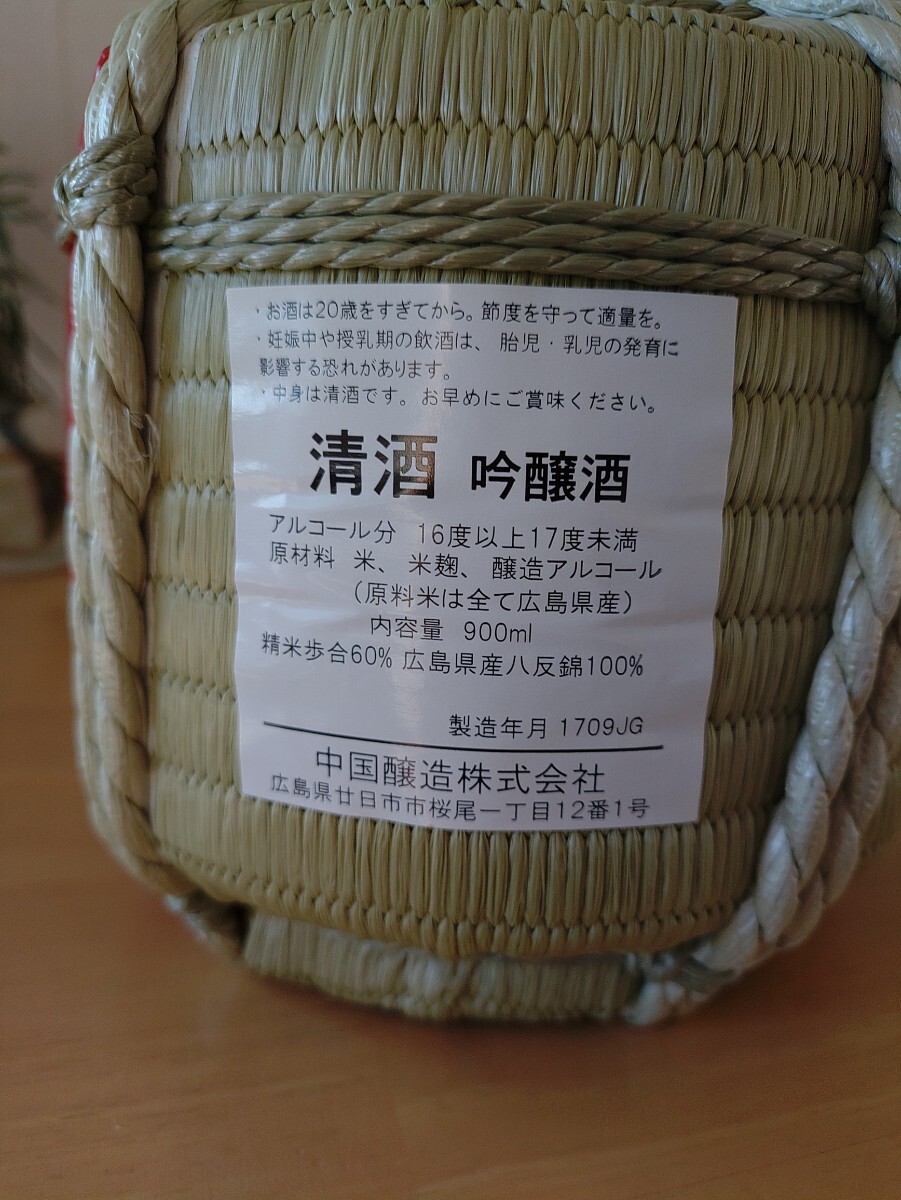 ・お酒は20歳をすぎてから。節度を守って適量を。
・妊娠中や授乳期の飲酒は、胎児・乳児の発育に
影響する恐れがあります。
・中身は清酒です。お早めにご賞味ください。
清酒 吟醸酒
アルコール分 16度以上17度未満
原材料 米、米麹、醸造アルコール
（原料米は全て広島県産）
内容量 900ml
精米歩合60% 広島県産八反錦100%
製造年月 1709JG
中国醸造株式会社
広島県廿日市市桜尾一丁目12番1号